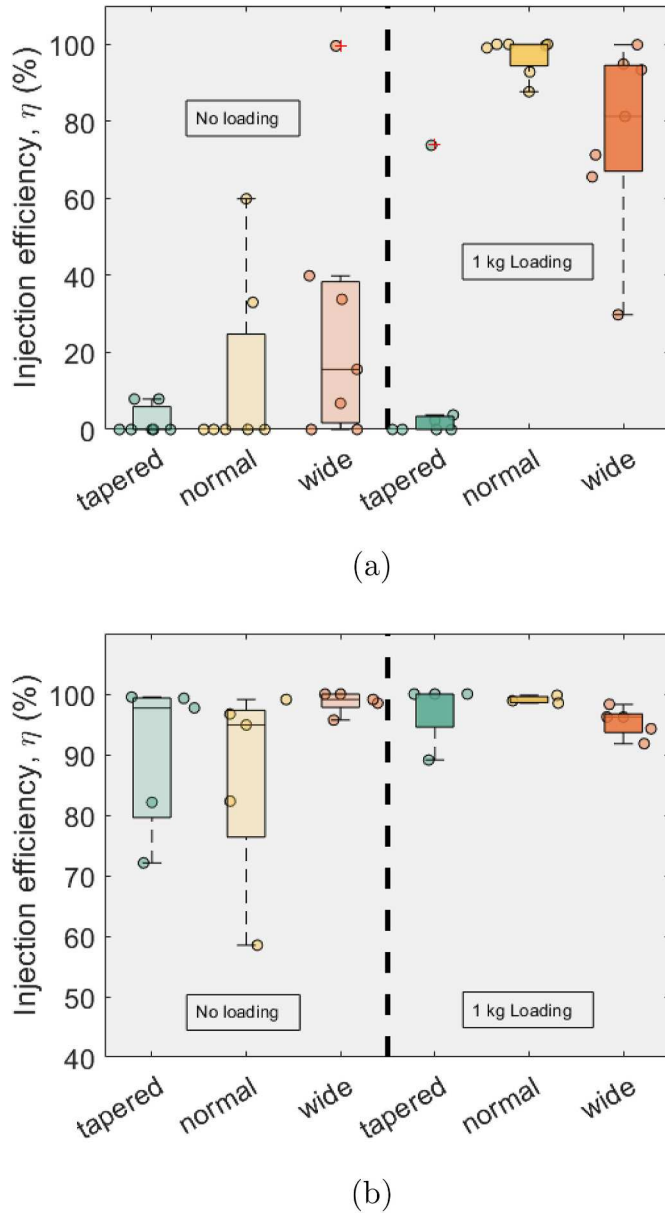 Injection efficiency, η (%)
100
80
60
40
20
0
No loading
1 kg Loading
tapered
normal
wide
tapered
normal
wide
(a)
Injection efficiency, η (%)
100
90
80
70
60
50
40
No loading
1 kg Loading
tapered
normal
wide
tapered
normal
wide
(b)